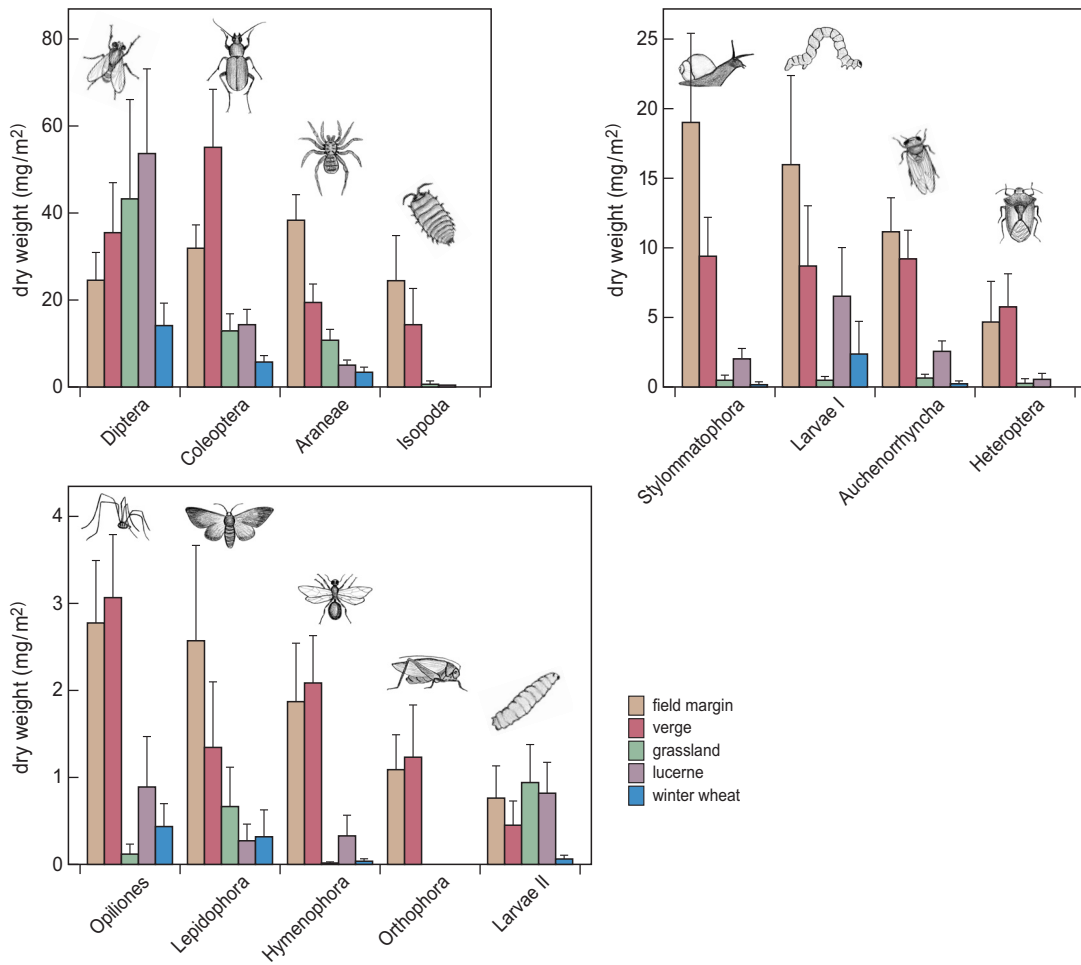 80
60
40
20
0
dry weight (mg/m²)
Diptera
Coleoptera
Araneae
Isopoda
25
20
15
10
5
0
dry weight (mg/m²)
Stylommatophora
Larvae I
Auchenorrhyncha
Heteroptera
4
3
2
1
0
dry weight (mg/m²)
Opiliones
Lepidophora
Hymenophora
Orthophora
Larvae II
field margin
verge
grassland
lucerne
winter wheat